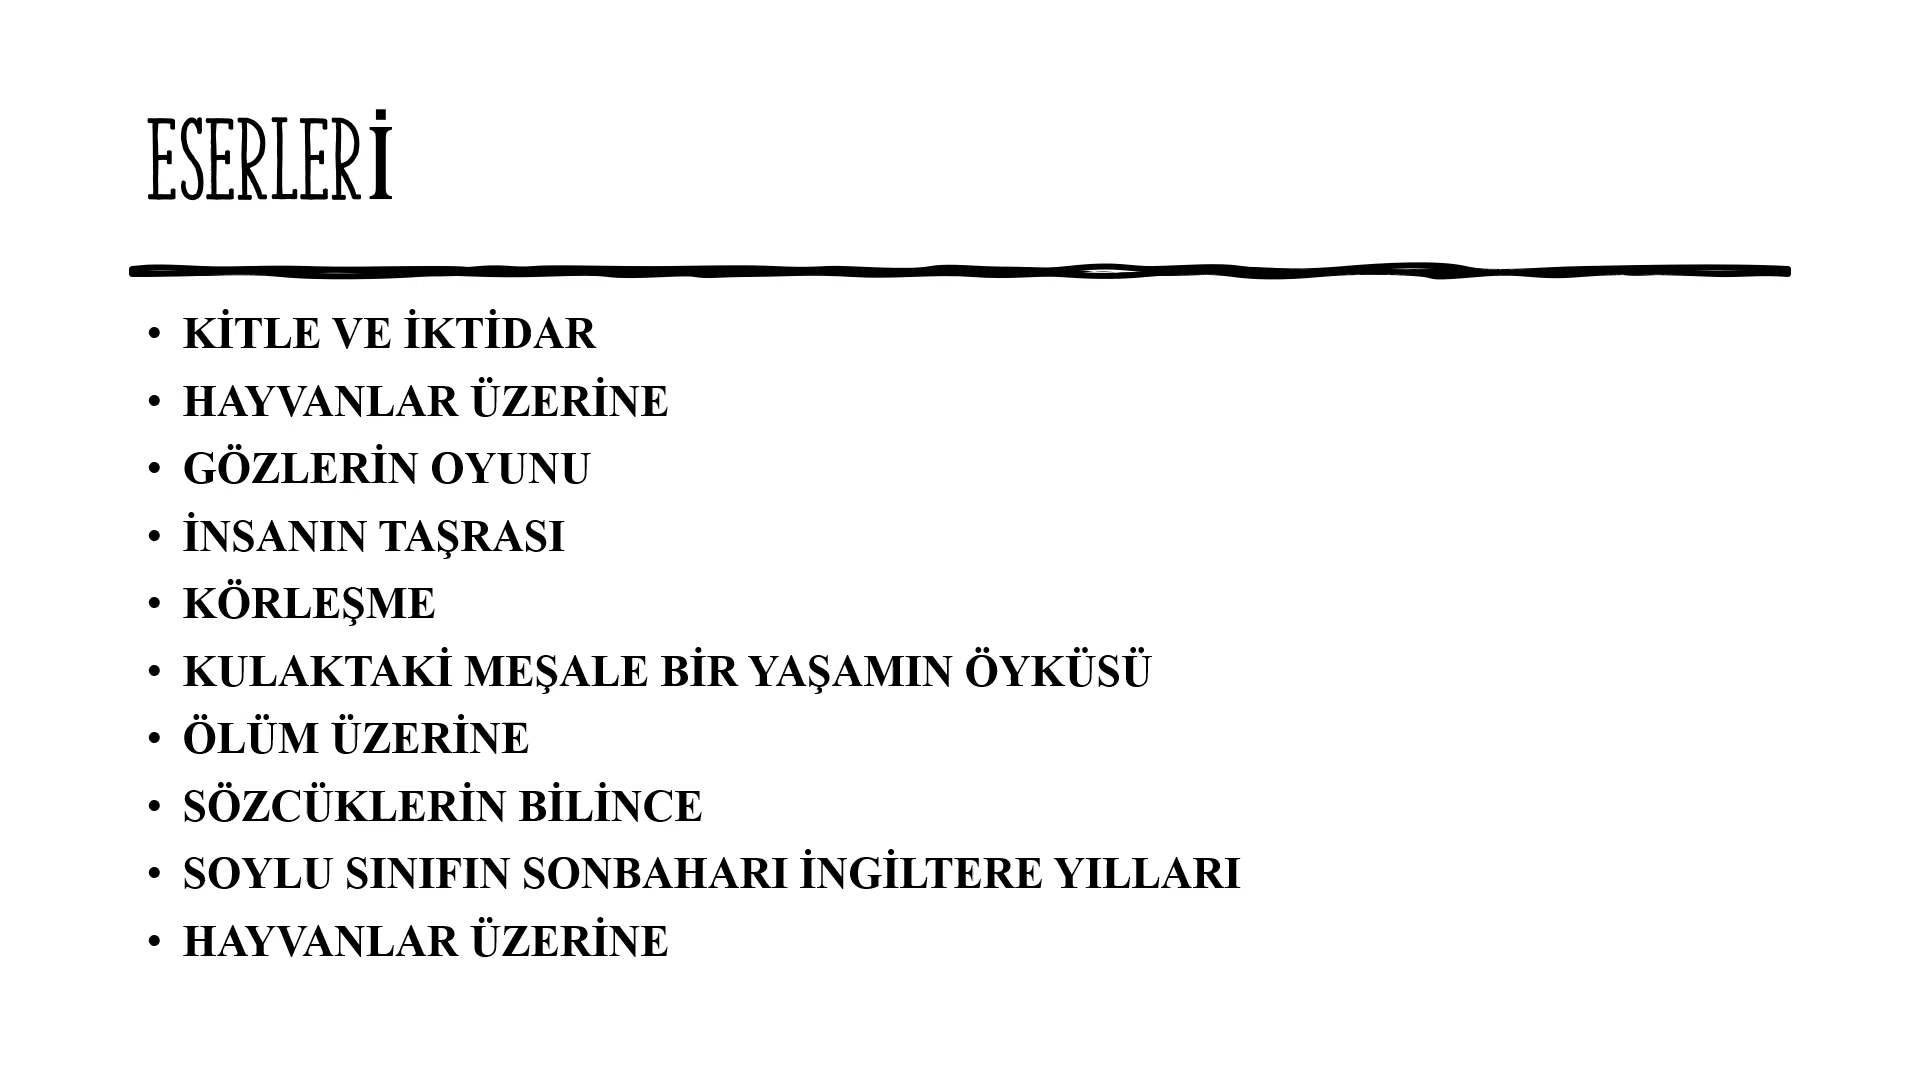 ESERLERİ
• KİTLE VE İKTİDAR
• HAYVANLAR ÜZERİNE
• GÖZLERİN OYUNU
• İNSANIN TAŞRASI
• KÖRLEŞME
• KULAKTAKİ MEŞALE BİR YAŞAMIN ÖYKÜSÜ
• ÖLÜM ÜZERİNE
• SÖZCÜKLERİN BİLİNCE
• SOYLU SINIFIN SONBAHARI İNGİLTERE YILLARI
• HAYVANLAR ÜZERİNE